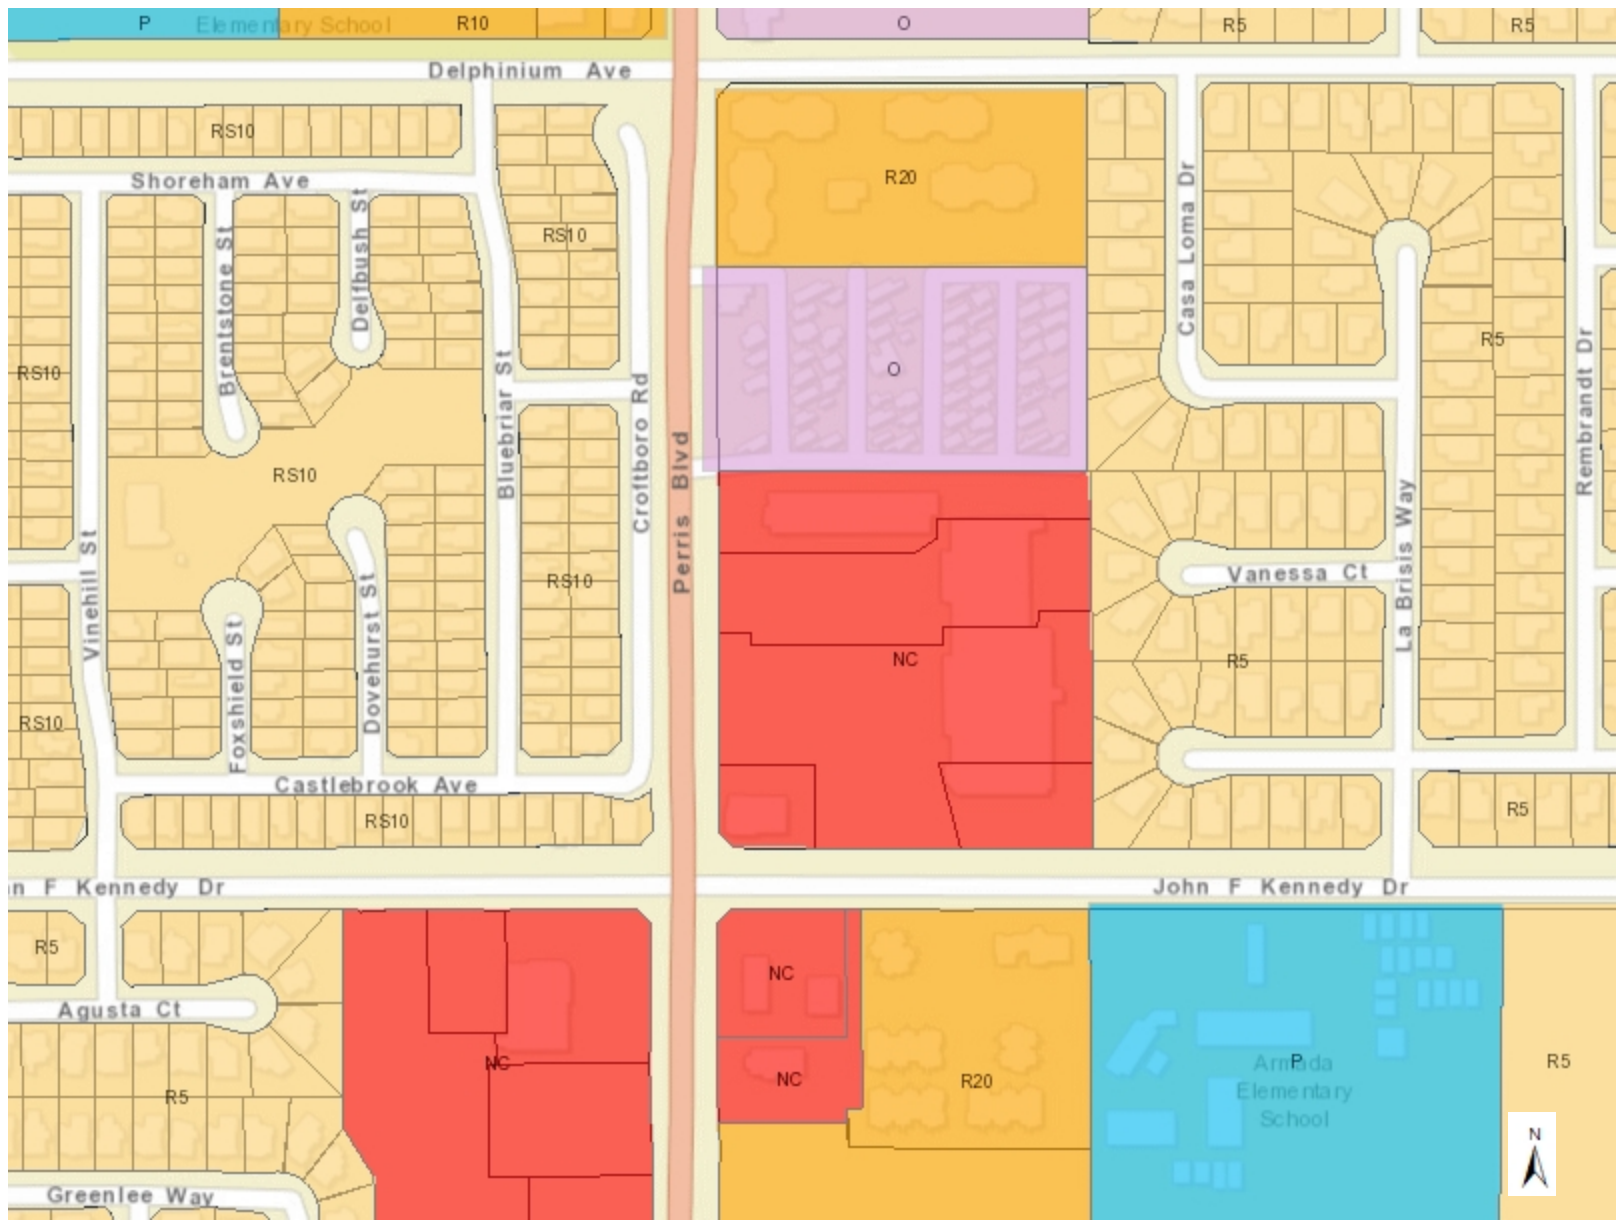 P
Elementary School
R10
O
R5
R5
Delphinium Ave
RS10
Shoreham Ave
R20
RS10
Brentstone St
Delfbush St
Casa Loma Dr
RS10
Bluebriar St
Croftboro Rd
Perris Blvd
O
R5
Rembrandt Dr
RS10
Vinehill St
RS10
Vanessa Ct
La Brisis Way
Foxshield St
Dovehurst St
NC
R5
RS10
Castlebrook Ave
RS10
R5
n F Kennedy Dr
John F Kennedy Dr
R5
NC
Agusta Ct
NC
NC
R20
P
Armada
Elementary
School
R5
R5
N
Greenlee Way